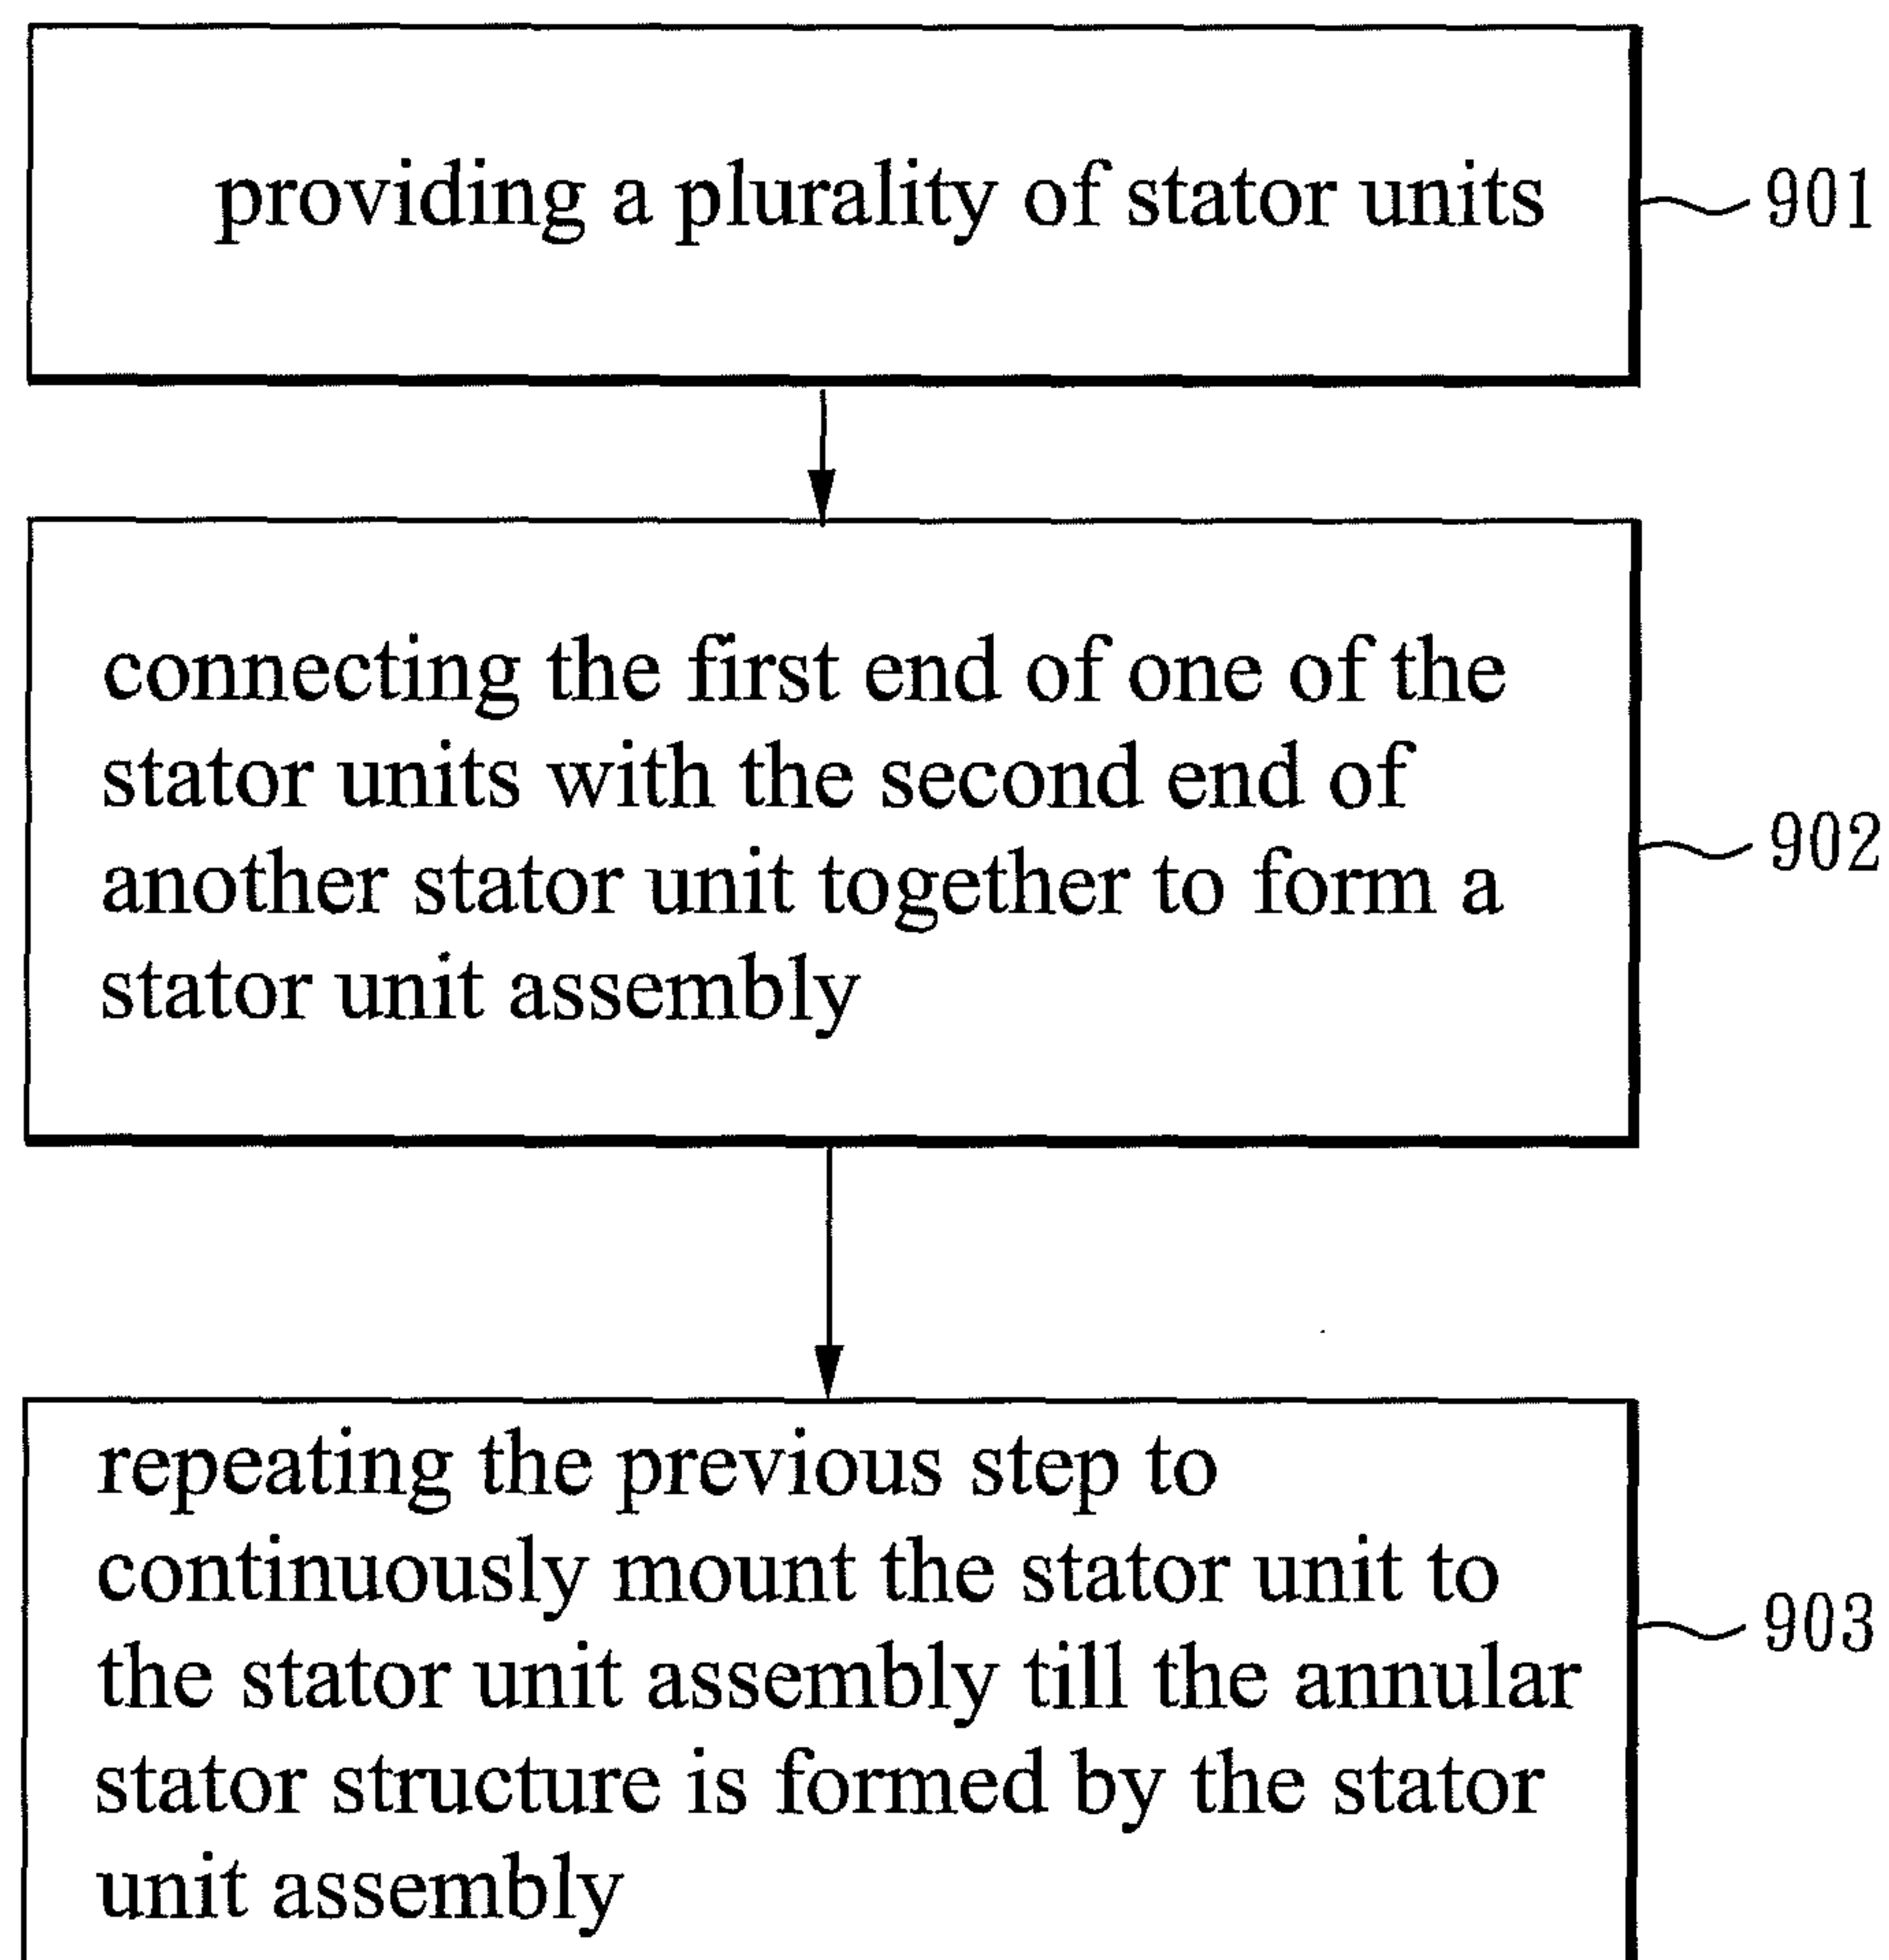 providing a plurality of stator units
901
connecting the first end of one of the
stator units with the second end of
another stator unit together to form a
stator unit assembly
902
repeating the previous step to
continuously mount the stator unit to
the stator unit assembly till the annular
stator structure is formed by the stator
unit assembly
903